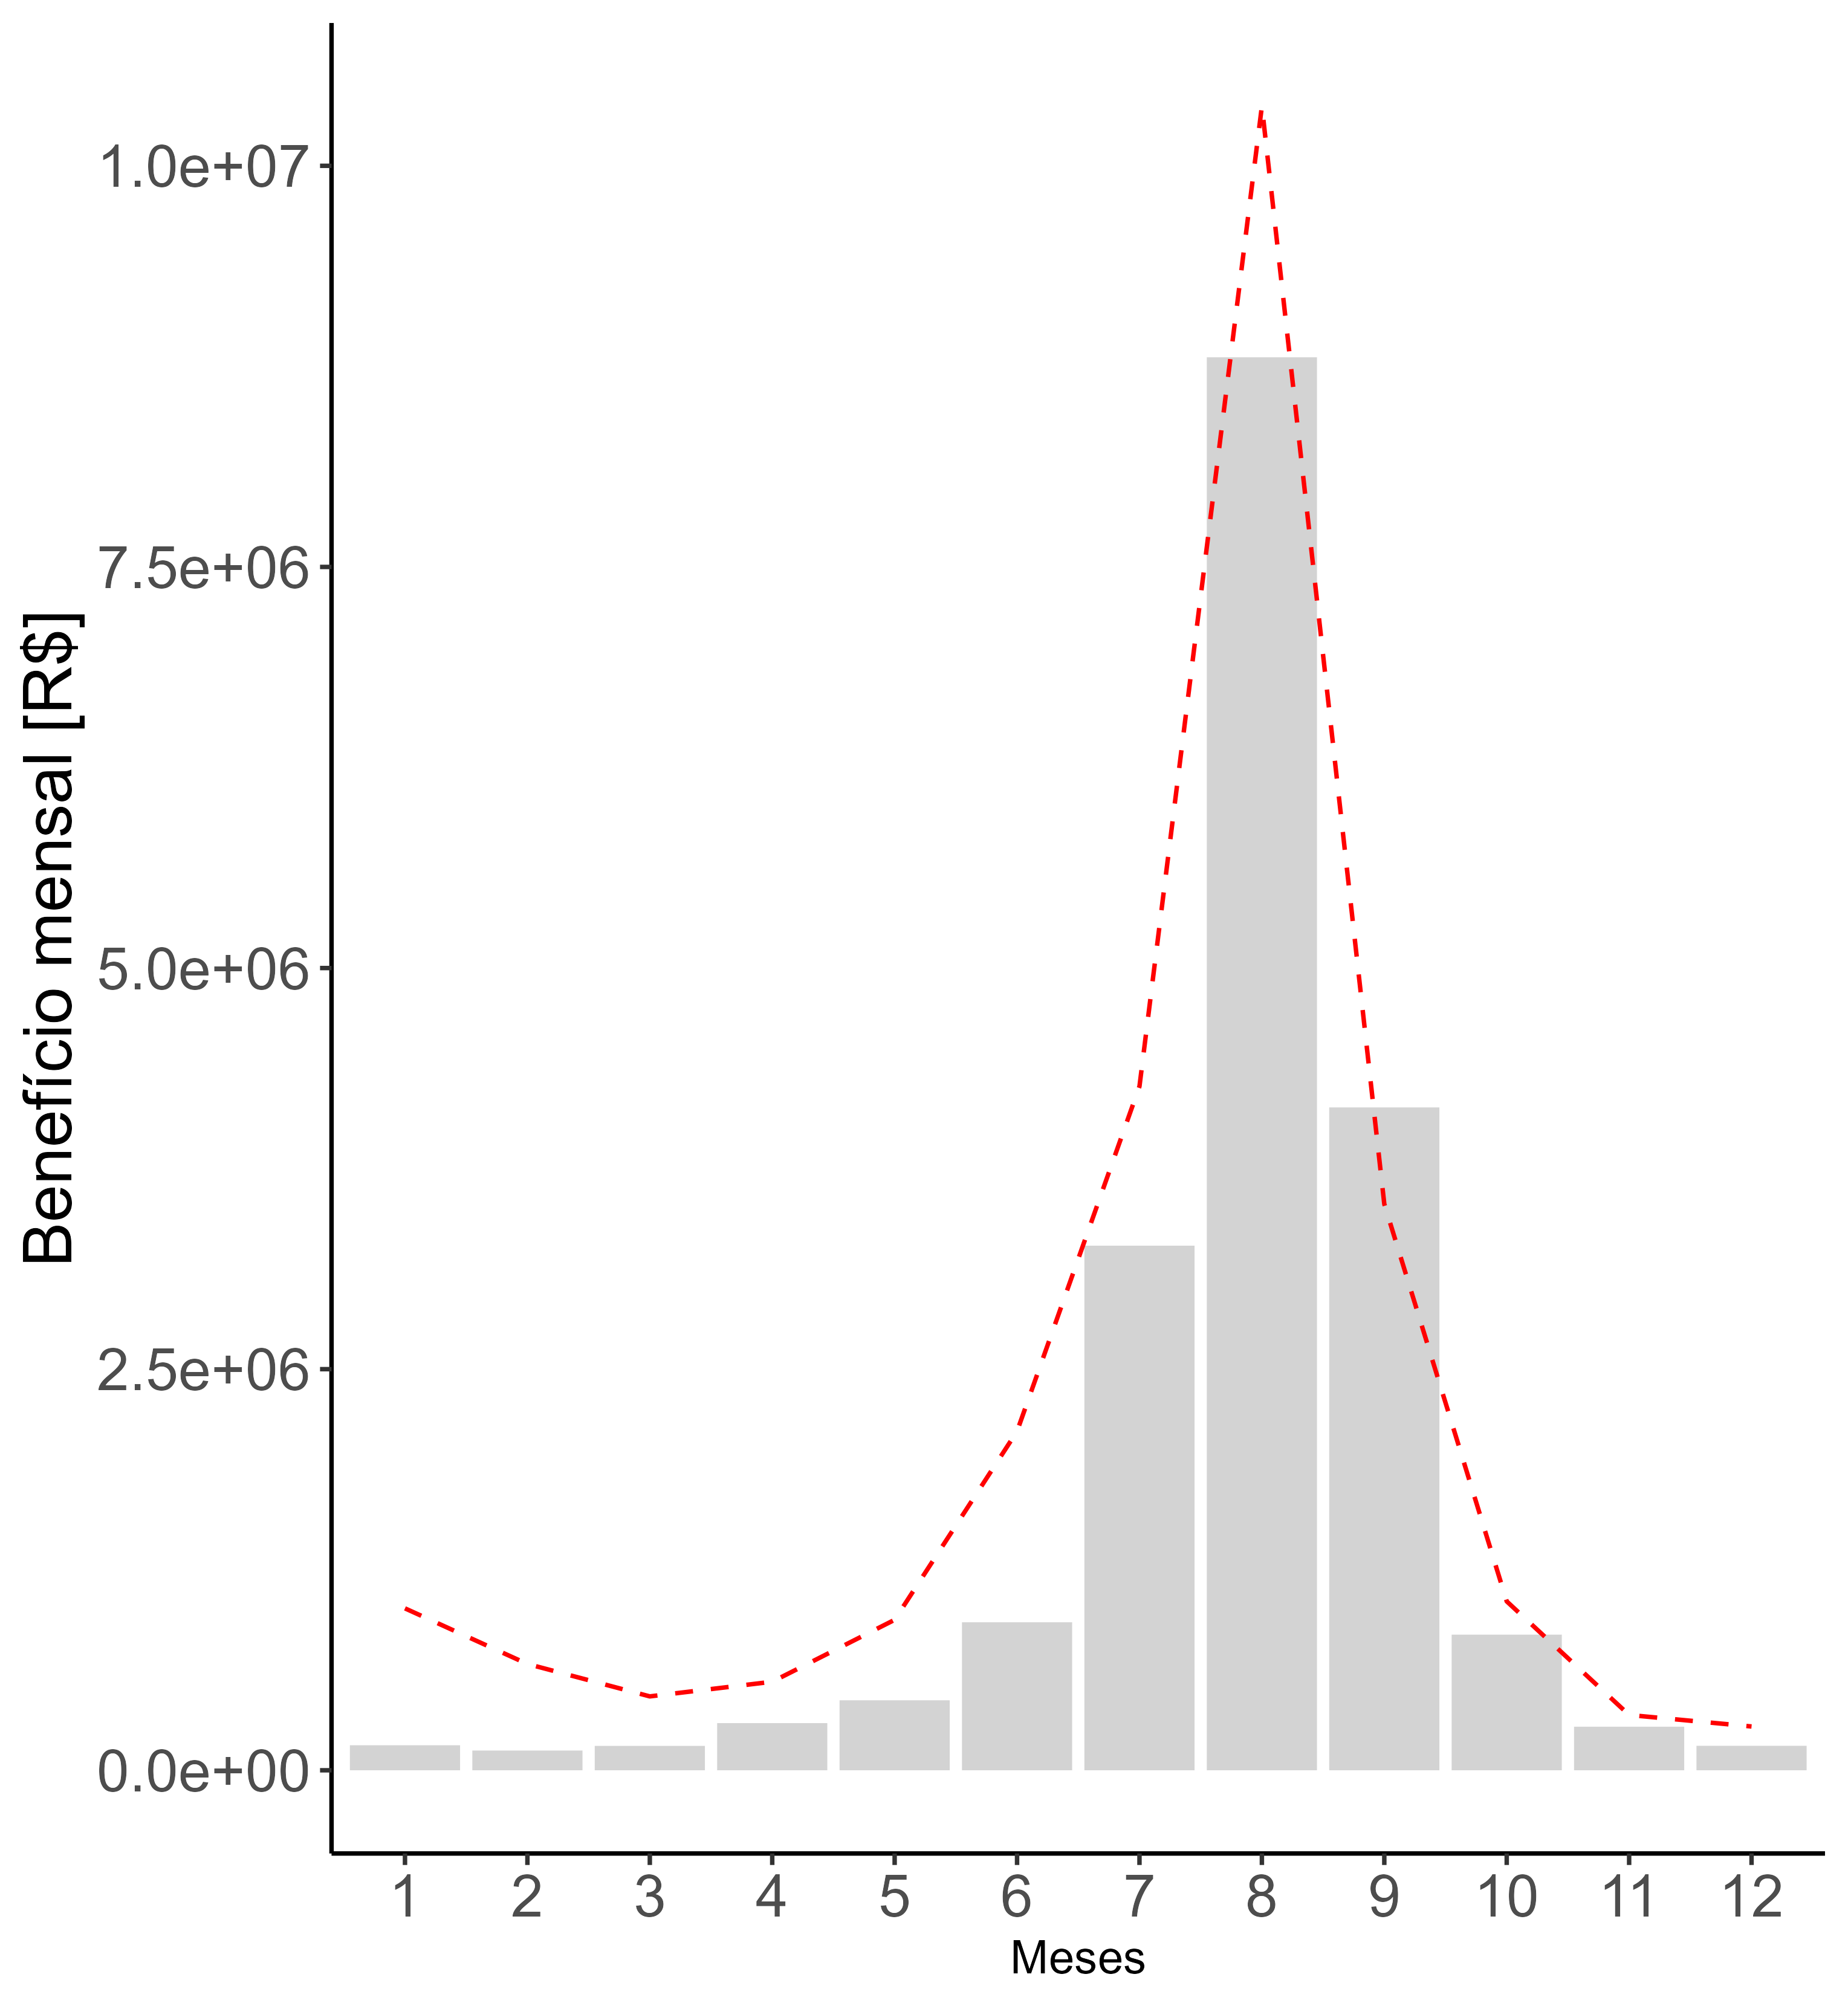 Benefício mensal [R$]
1.0e+07
7.5e+06
5.0e+06
2.5e+06
0.0e+00
1 2 3 4 5 6 7 8 9 10 11 12
Meses